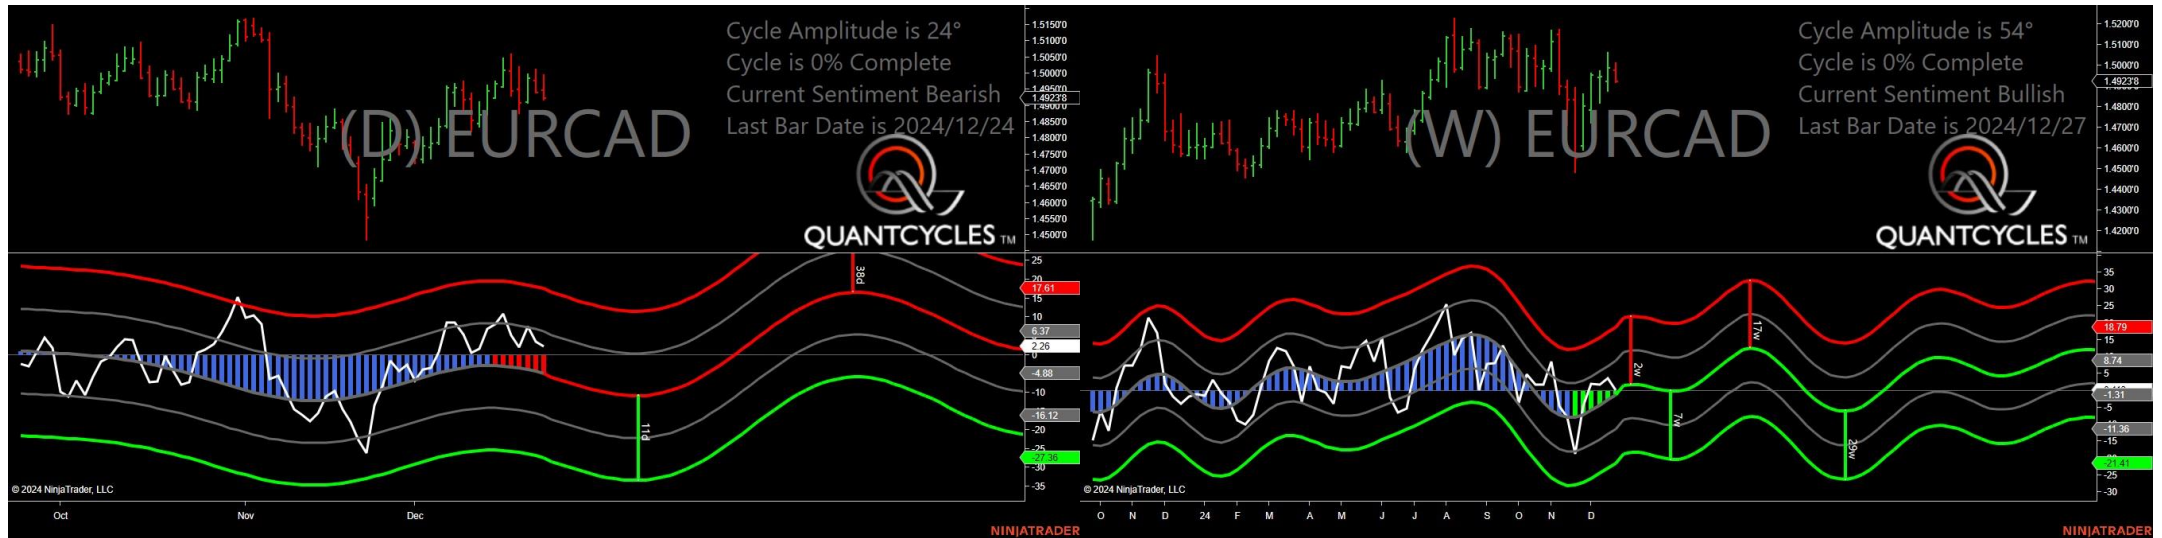 Cycle Amplitude is 24°
Cycle is 0% Complete
Current Sentiment Bearish
Last Bar Date is 2024/12/24
(D) EURCAD
QUANTCYCLES TM
1.5150'0
1.5100'0
1.5050'0
1.5000'0
1.4950'0
1.4923'8
1.4850'0
1.4800'0
1.4750'0
1.4700'0
1.4650'0
1.4600'0
1.4550'0
1.4500'0
38d
11d
25
20
17.61
15
10
6.37
2.26
0
-4.88
-10
-16.12
-20
-25
-27.36
-30
-35
© 2024 NinjaTrader, LLC
Oct
Nov
Dec
NINJATRADER
Cycle Amplitude is 54°
Cycle is 0% Complete
Current Sentiment Bullish
Last Bar Date is 2024/12/27
(W) EURCAD
QUANTCYCLES TM
1.5200'0
1.5100'0
1.5000'0
1.4923'8
1.4800'0
1.4700'0
1.4600'0
1.4500'0
1.4400'0
1.4300'0
1.4200'0
2w
7w
17w
29w
35
30
25
18.79
15
8.74
5
-1.31
-5
-11.36
-15
-21.41
-25
-30
© 2024 NinjaTrader, LLC
O
N
D
24
F
M
A
M
J
J
A
S
O
N
D
NINJATRADER